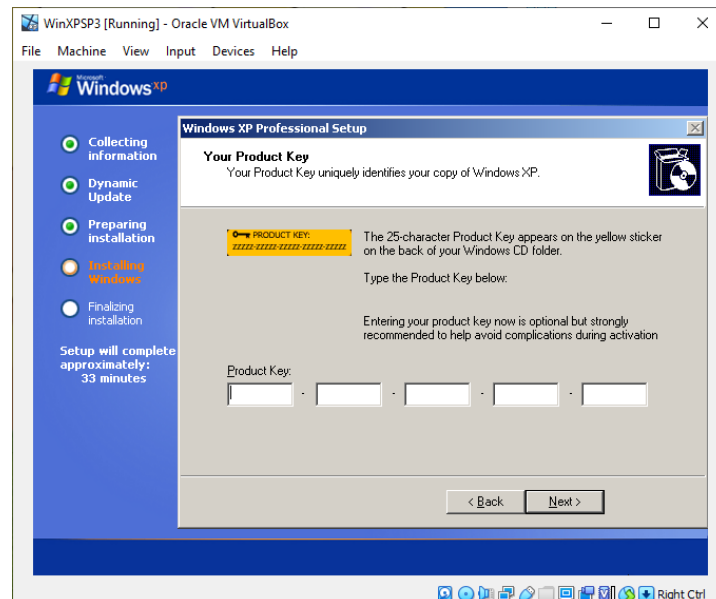 WinXPSP3 [Running] - Oracle VM VirtualBox
File Machine View Input Devices Help
Microsoft
Windows xp
Collecting
information
Dynamic
Update
Preparing
installation
Installing
Windows
Finalizing
installation
Setup will complete
approximately:
33 minutes
Windows XP Professional Setup
Your Product Key
Your Product Key uniquely identifies your copy of Windows XP.
PRODUCT KEY:
ZZZZZ-ZZZZZ-ZZZZZ-ZZZZZ-ZZZZZ
The 25-character Product Key appears on the yellow sticker
on the back of your Windows CD folder.
Type the Product Key below:
Entering your product key now is optional but strongly
recommended to help avoid complications during activation
Product Key:
- - - -
< Back Next >
Right Ctrl